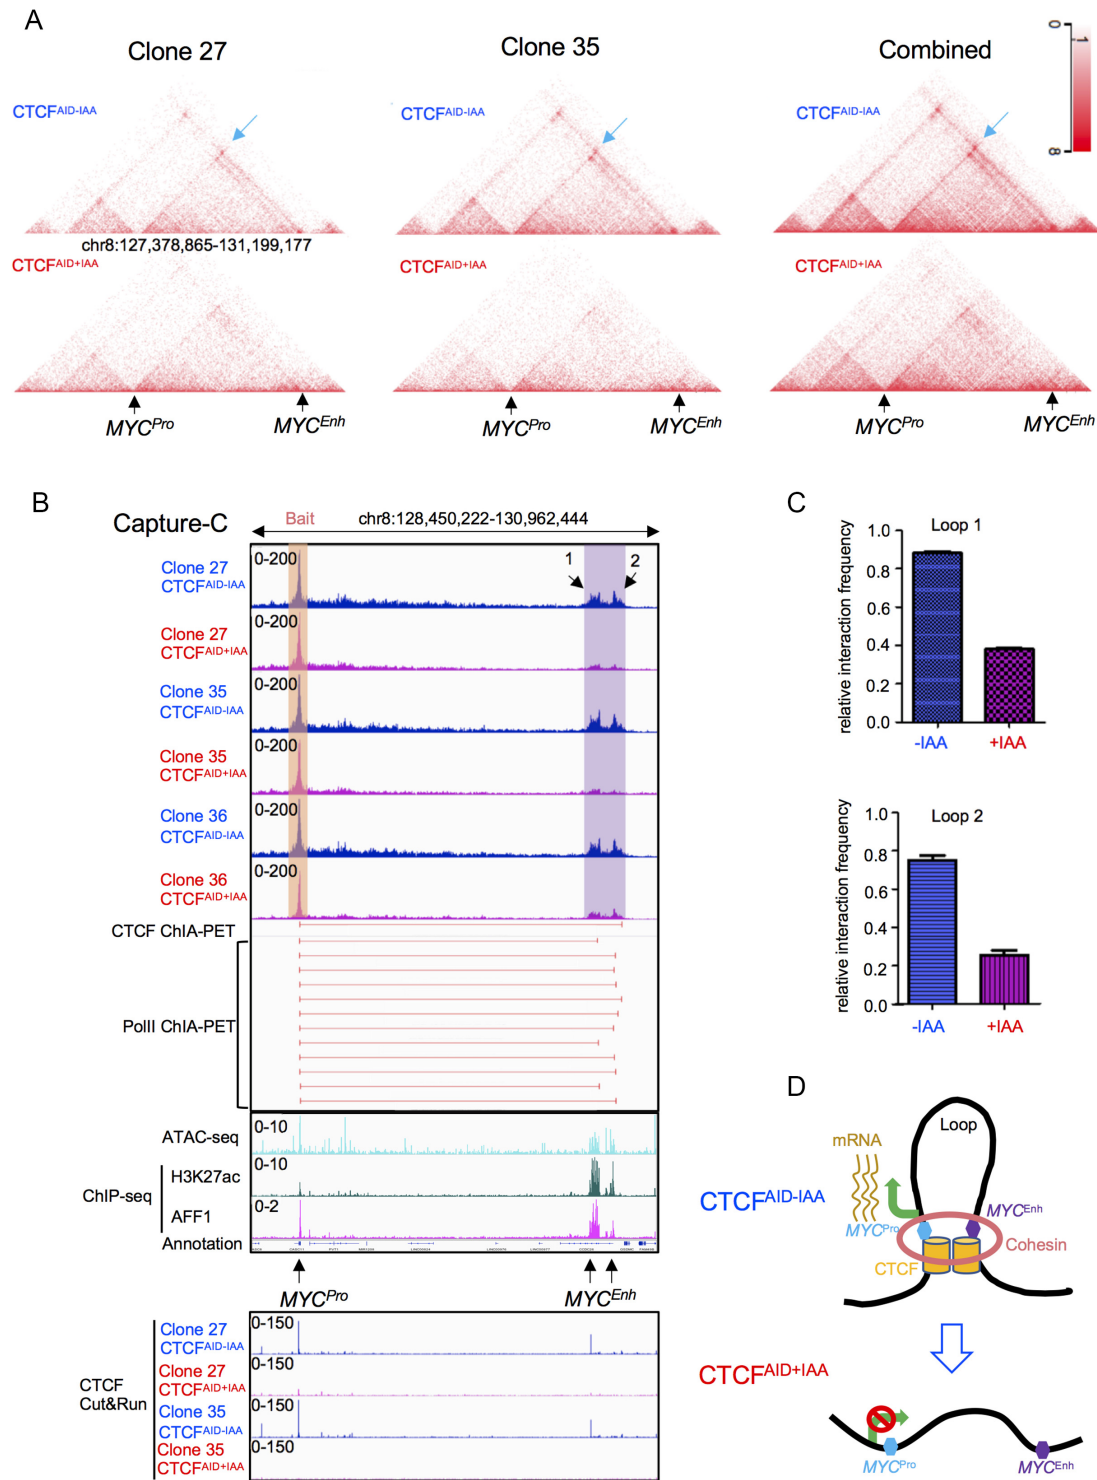 A
Clone 27
Clone 35
Combined
0
1
8
CTCFAID-IAA
CTCFAID-IAA
CTCFAID-IAA
chr8:127,378,865-131,199,177
CTCFAID+IAA
CTCFAID+IAA
CTCFAID+IAA
MYCPro
MYCEnh
MYCPro
MYCEnh
MYCPro
MYCEnh
B
Capture-C
Bait
chr8:128,450,222-130,962,444
Clone 27
CTCFAID-IAA
0-200
1
2
Clone 27
CTCFAID+IAA
0-200
Clone 35
CTCFAID-IAA
0-200
Clone 35
CTCFAID+IAA
0-200
Clone 36
CTCFAID-IAA
0-200
Clone 36
CTCFAID+IAA
0-200
CTCF ChIA-PET
PolII ChIA-PET
ATAC-seq
0-10
ChIP-seq
H3K27ac
0-10
AFF1
0-2
Annotation
MYCPro
MYCEnh
CTCF
Cut&Run
Clone 27
CTCFAID-IAA
0-150
Clone 27
CTCFAID+IAA
0-150
Clone 35
CTCFAID-IAA
0-150
Clone 35
CTCFAID+IAA
0-150
C
Loop 1
relative interaction frequency
1.0
0.8
0.6
0.4
0.2
0.0
-IAA
+IAA
Loop 2
relative interaction frequency
1.0
0.8
0.6
0.4
0.2
0.0
-IAA
+IAA
D
Loop
mRNA
CTCFAID-IAA
MYCPro
MYCEnh
Cohesin
CTCF
CTCFAID+IAA
MYCPro
MYCEnh